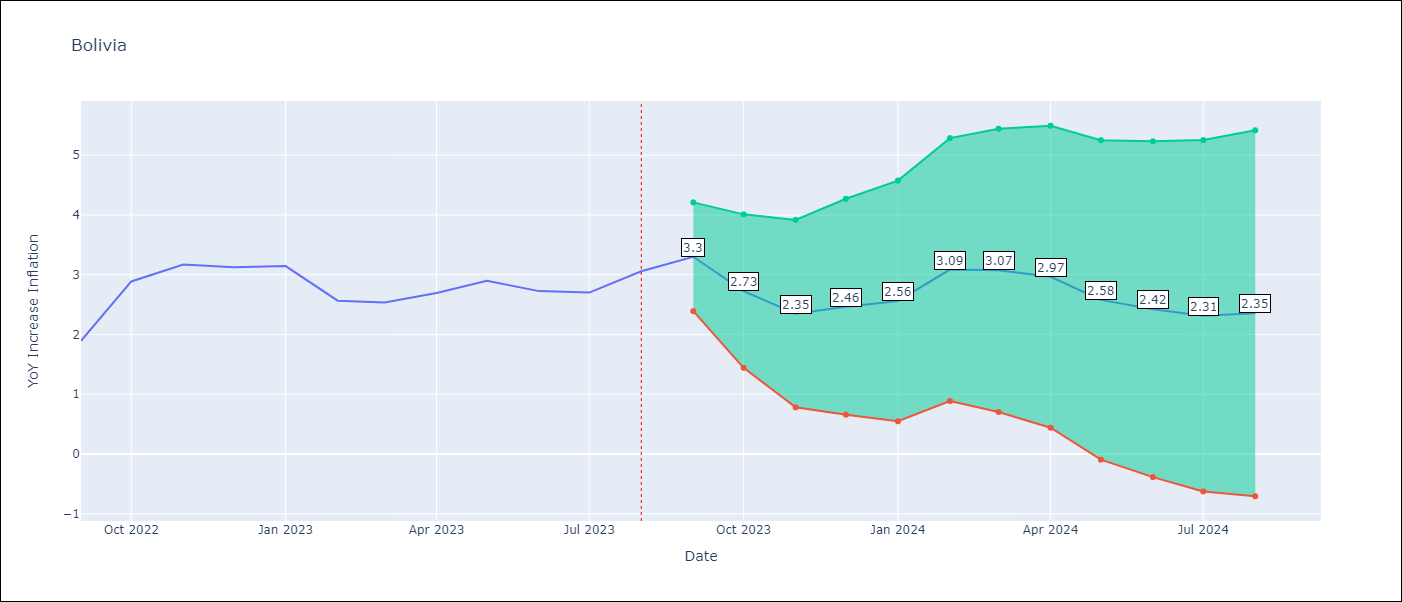 Bolivia
YoY Increase Inflation
5
4
3
2
1
0
−1
3.3
2.73
2.35
2.46
2.56
3.09
3.07
2.97
2.58
2.42
2.31
2.35
Oct 2022
Jan 2023
Apr 2023
Jul 2023
Oct 2023
Jan 2024
Apr 2024
Jul 2024
Date